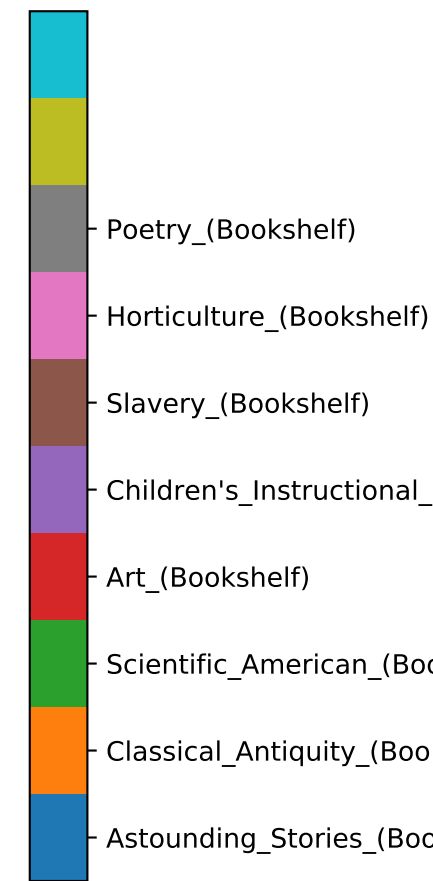 Poetry_(Bookshelf)
Horticulture_(Bookshelf)
Slavery_(Bookshelf)
Children's_Instructional_
Art_(Bookshelf)
Scientific_American_(Boo
Classical_Antiquity_(Boo
Astounding_Stories_(Boo